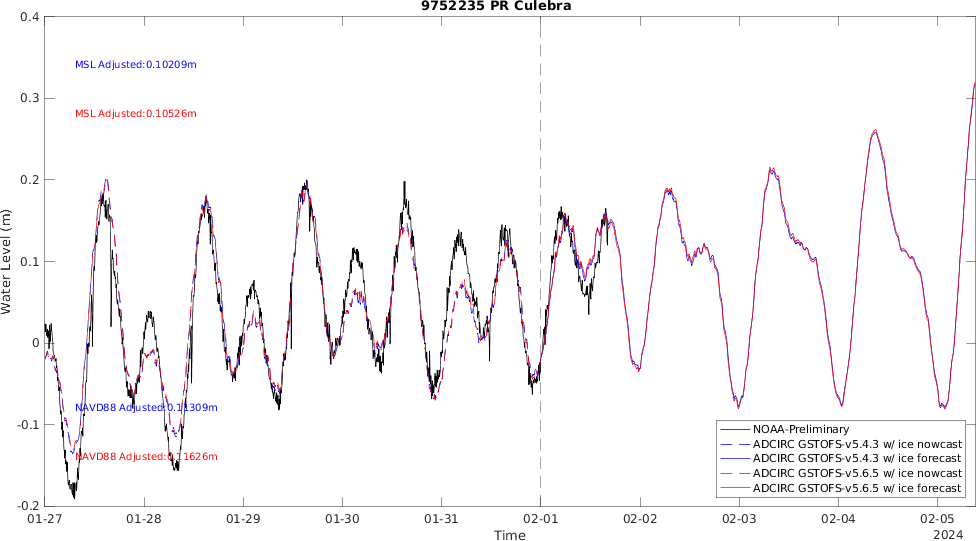 9752235 PR Culebra
0.4
MSL Adjusted:0.10209m
0.3
MSL Adjusted:0.10526m
0.2
0.1
Water Level (m)
0
NAVD88 Adjusted:0.11309m
-0.1
NAVD88 Adjusted:0.11626m
-0.2
NOAA-Preliminary
ADCIRC GSTOFS-v5.4.3 w/ ice nowcast
ADCIRC GSTOFS-v5.4.3 w/ ice forecast
ADCIRC GSTOFS-v5.6.5 w/ ice nowcast
ADCIRC GSTOFS-v5.6.5 w/ ice forecast
01-27 01-28 01-29 01-30 01-31 02-01 02-02 02-03 02-04 02-05
Time
2024